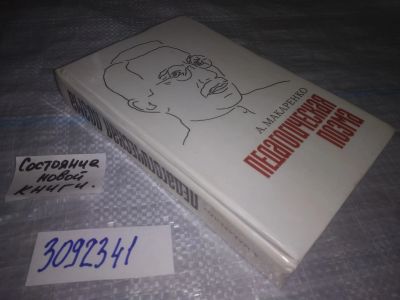 А. МАКАРЕНКО
ПЕДАГОГИЧЕСКАЯ
ПОЭМА
ПЕДАГОГИЧЕСКАЯ ПОЭМА
Состояние
новой
книги.
3092341